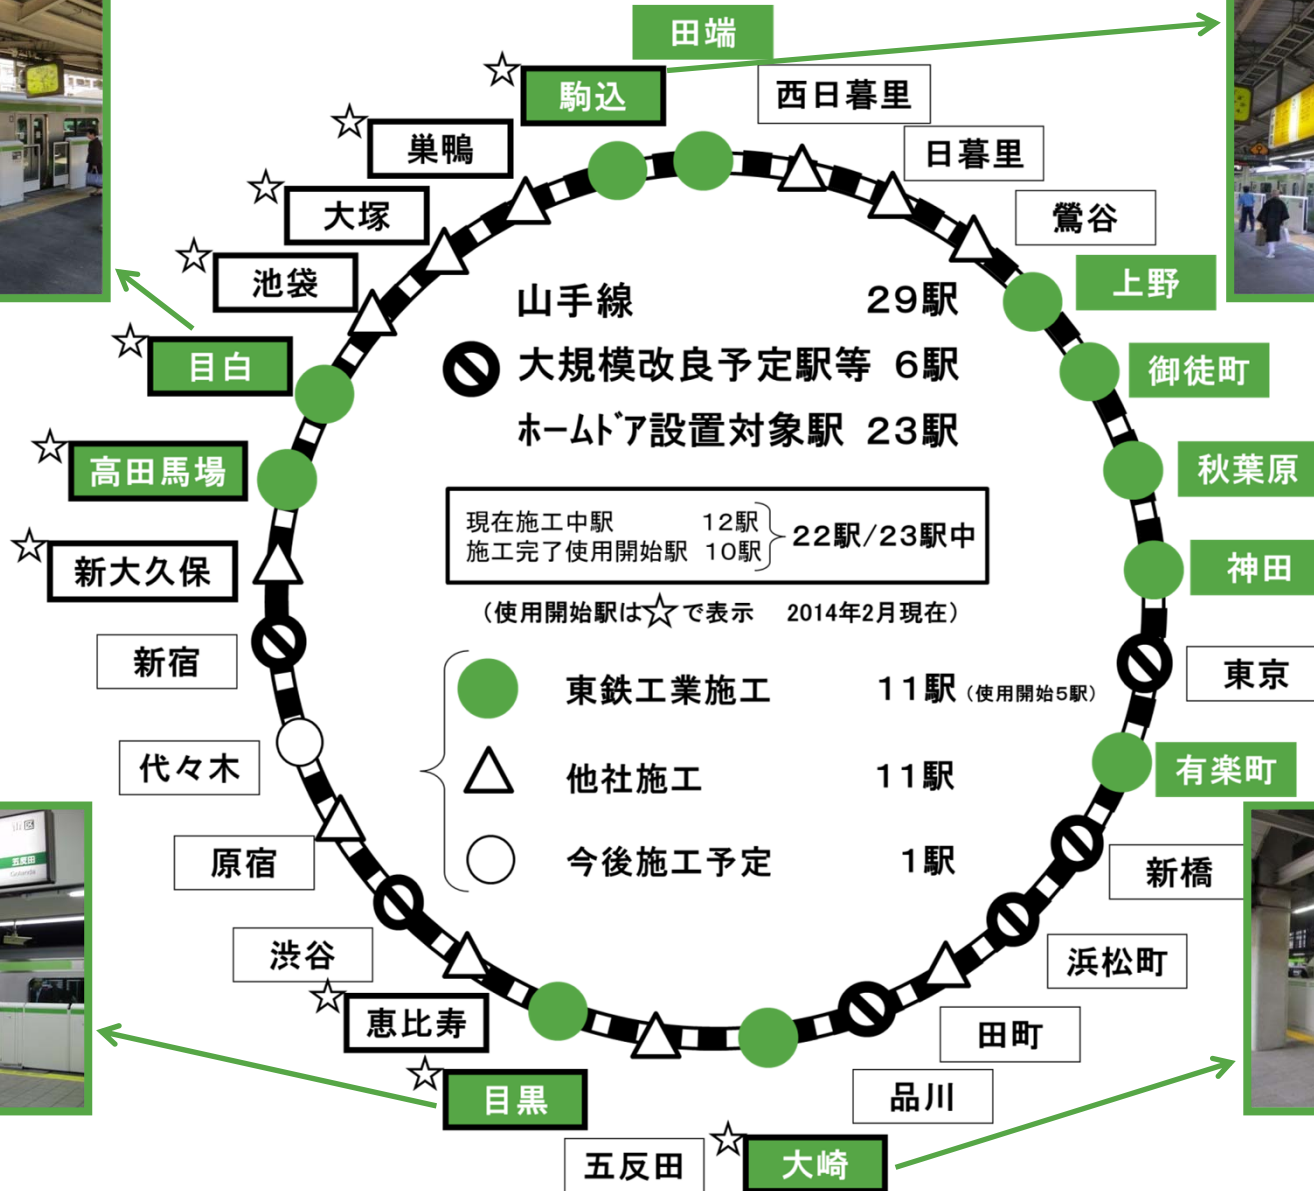 田端
☆
駒込
西日暮里
☆
巣鴨
日暮里
☆
大塚
鶯谷
☆
池袋
上野
☆
目白
御徒町
☆
高田馬場
秋葉原
☆
新大久保
神田
新宿
東京
代々木
有楽町
原宿
新橋
渋谷
浜松町
☆
恵比寿
田町
☆
目黒
品川
五反田
☆
大崎
山手線 29駅
大規模改良予定駅等 6駅
ﾎｰﾑﾄﾞｱ設置対象駅 23駅
現在施工中駅 12駅
施工完了使用開始駅 10駅
22駅/23駅中
（使用開始駅は☆で表示 2014年2月現在）
東鉄工業施工 11駅（使用開始5駅）
他社施工 11駅
今後施工予定 1駅
五反田
Gotanda